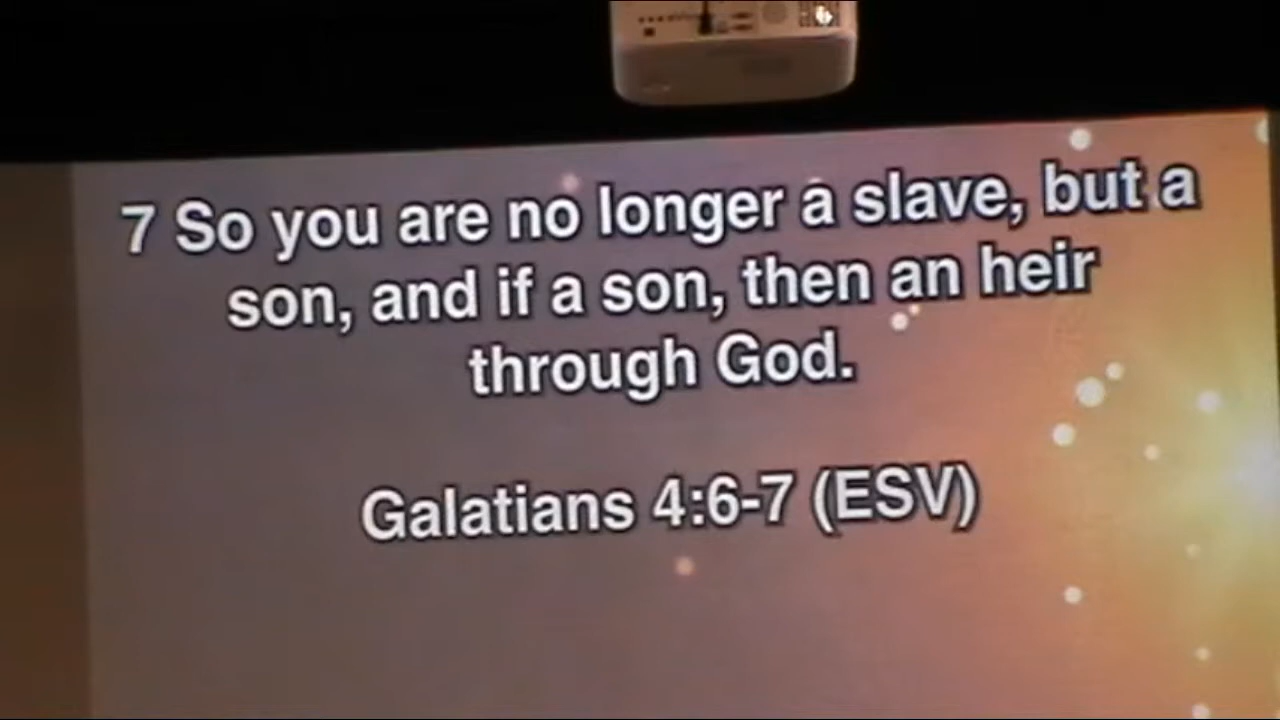 7 So you are no longer a slave, but a
son, and if a son, then an heir
through God.
Galatians 4:6-7 (ESV)